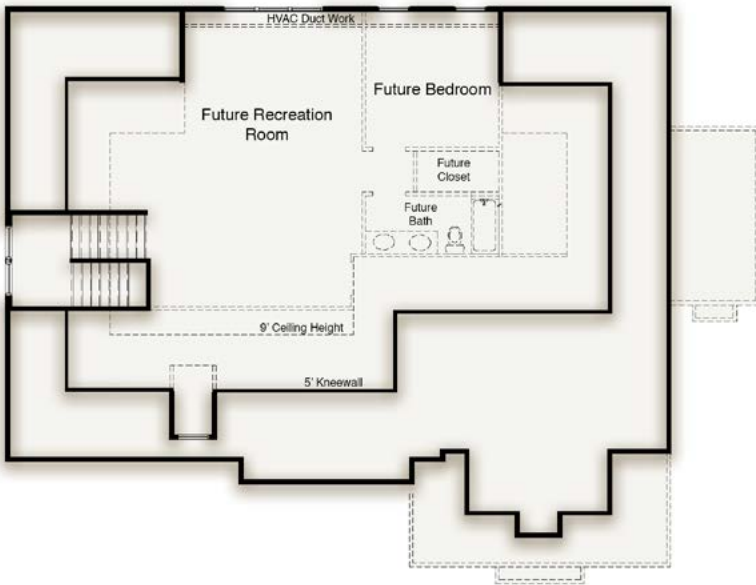 HVAC Duct Work
Future Bedroom
Future Recreation
Room
Future
Closet
Future
Bath
9' Ceiling Height
5' Kneewall